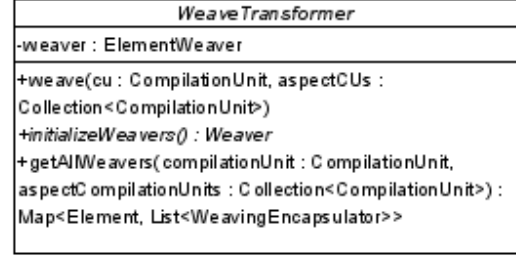 WeaveTransformer
-weaver : ElementWeaver
+weave(cu : CompilationUnit, aspectCUs :
Collection<CompilationUnit>)
+initializeWeavers() : Weaver
+getAllWeavers(compilationUnit : CompilationUnit,
aspectCompilationUnits : Collection<CompilationUnit>) :
Map<Element, List<WeavingEncapsulator>>